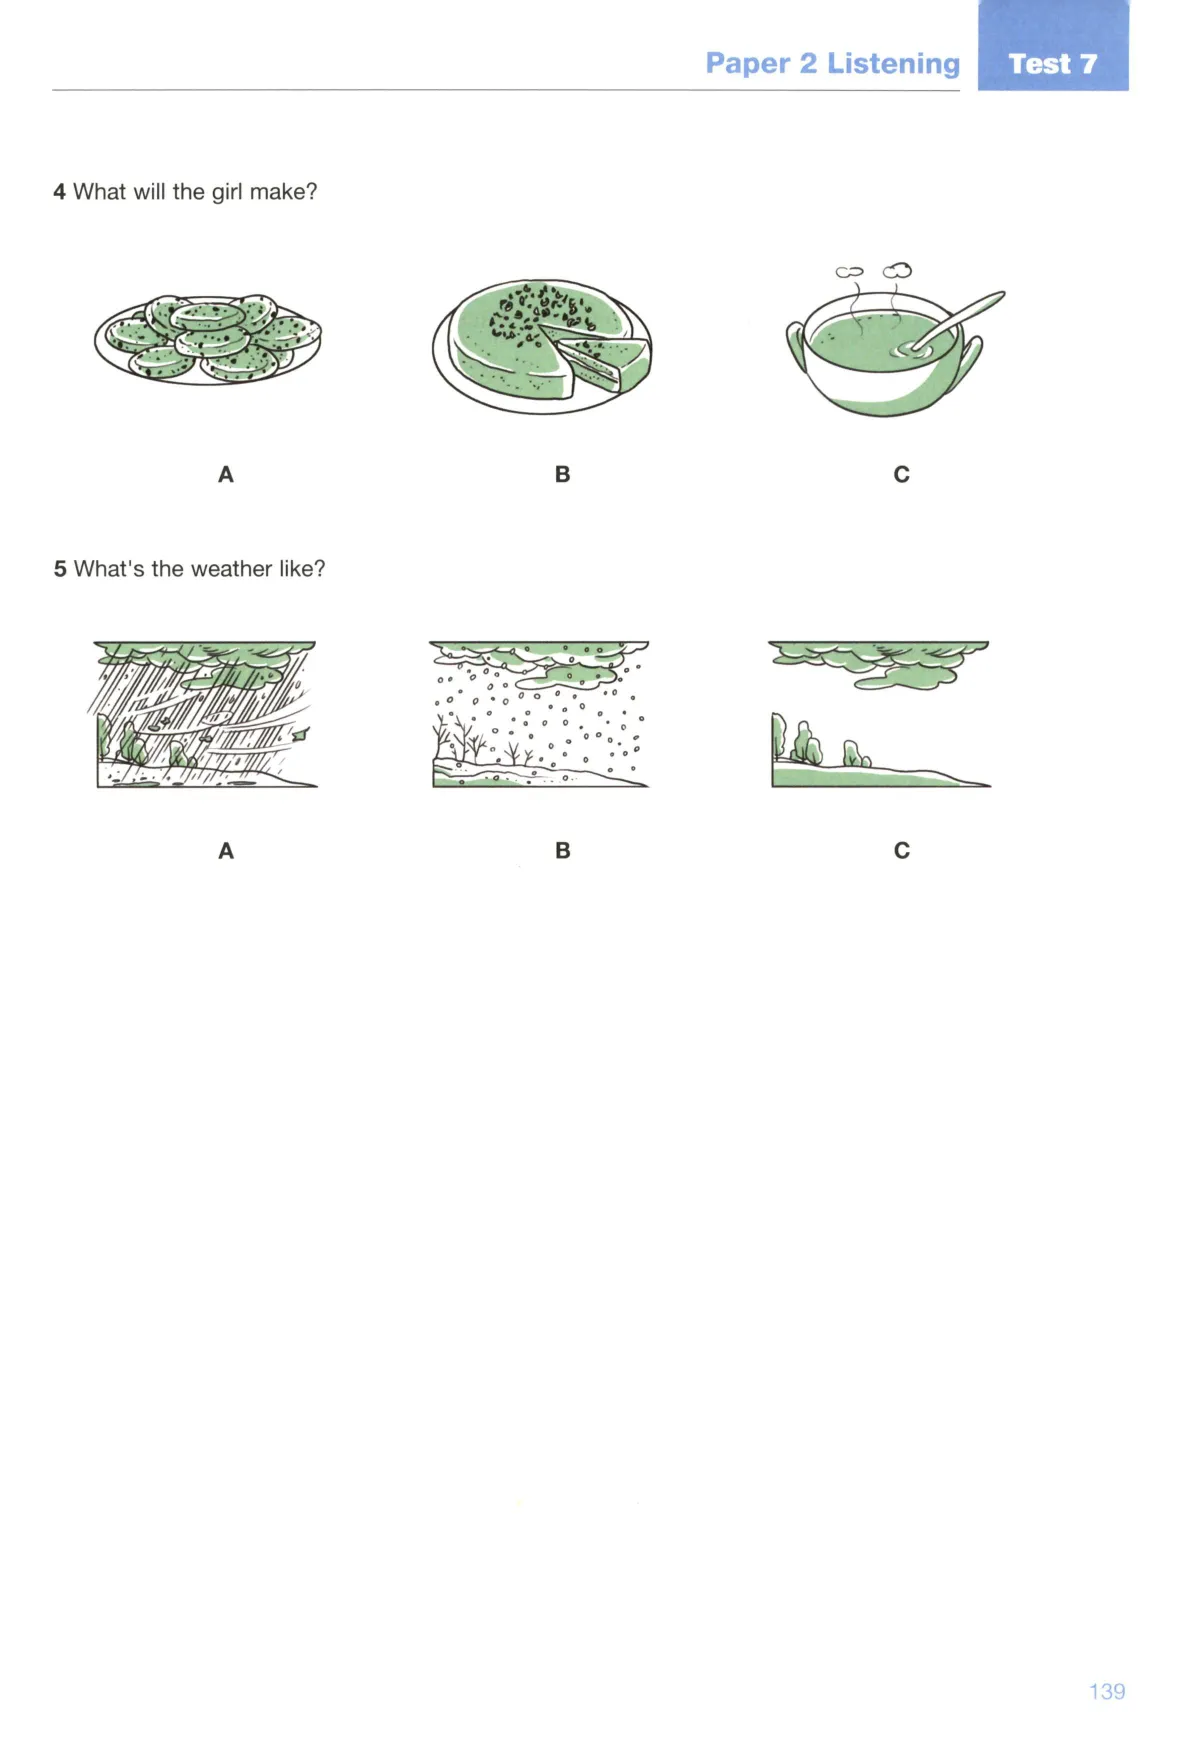 Paper 2 Listening Test 7
4 What will the girl make?
A B C
5 What's the weather like?
A B C
139